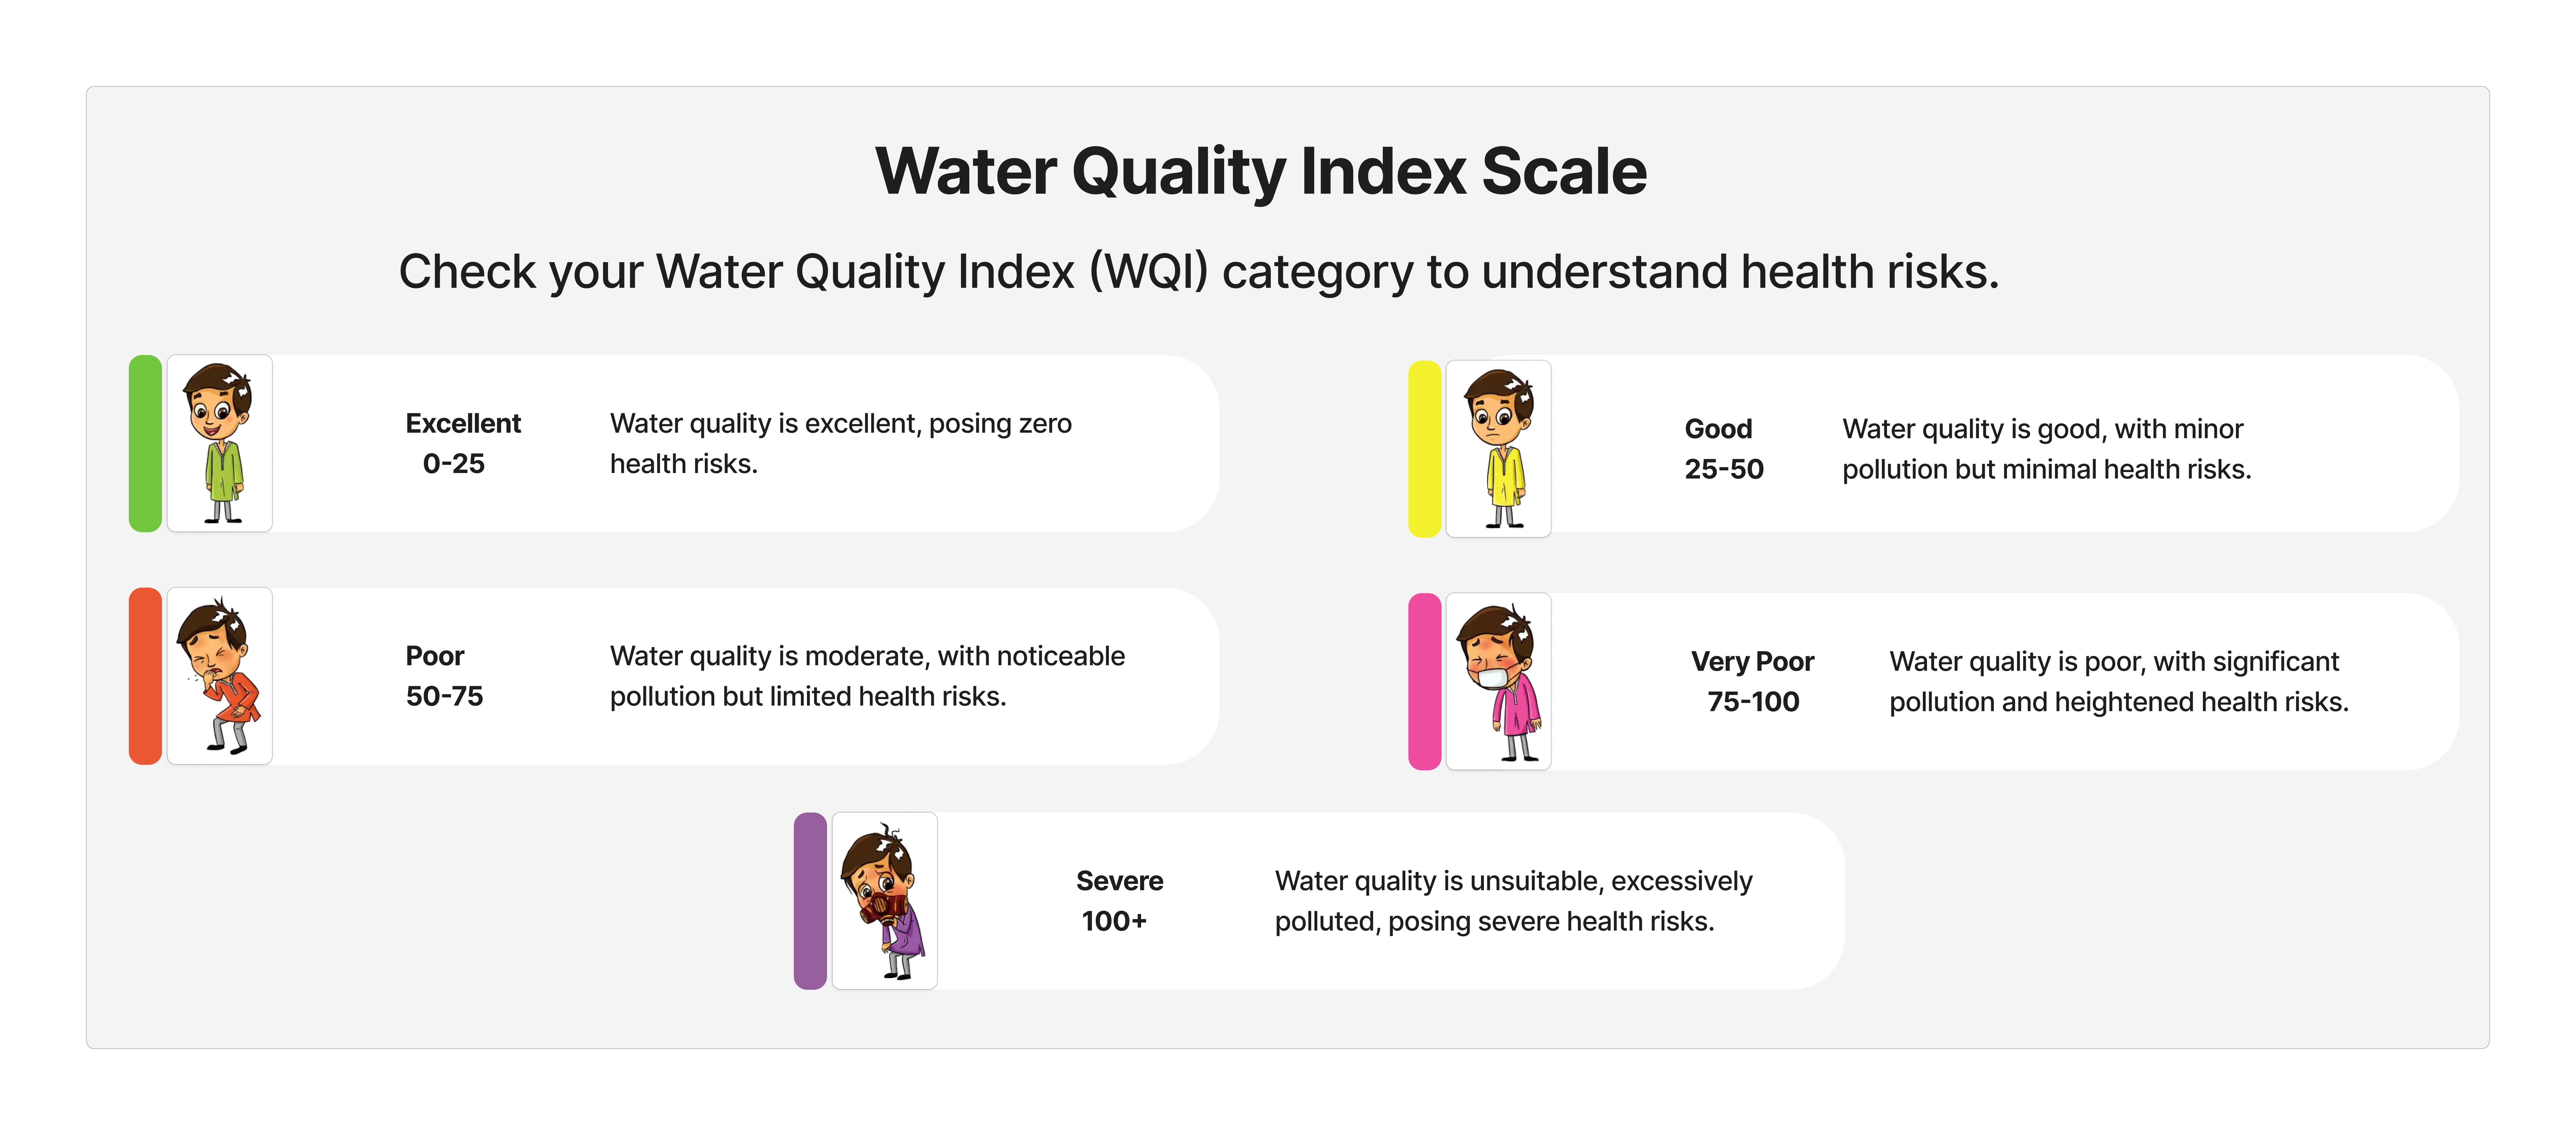 Water Quality Index Scale
Check your Water Quality Index (WQI) category to understand health risks.
Excellent
0-25
Water quality is excellent, posing zero
health risks.
Good
25-50
Water quality is good, with minor
pollution but minimal health risks.
Poor
50-75
Water quality is moderate, with noticeable
pollution but limited health risks.
Very Poor
75-100
Water quality is poor, with significant
pollution and heightened health risks.
Severe
100+
Water quality is unsuitable, excessively
polluted, posing severe health risks.